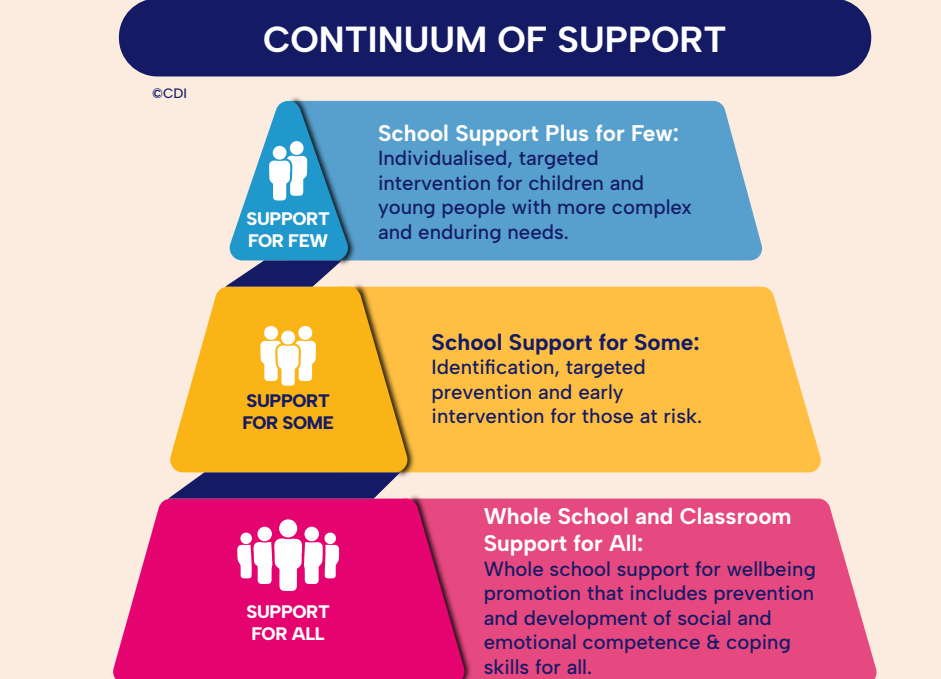 CONTINUUM OF SUPPORT
©CDI
SUPPORT
FOR FEW
School Support Plus for Few:
Individualised, targeted
intervention for children and
young people with more complex
and enduring needs.
SUPPORT
FOR SOME
School Support for Some:
Identification, targeted
prevention and early
intervention for those at risk.
SUPPORT
FOR ALL
Whole School and Classroom
Support for All:
Whole school support for wellbeing
promotion that includes prevention
and development of social and
emotional competence & coping
skills for all.